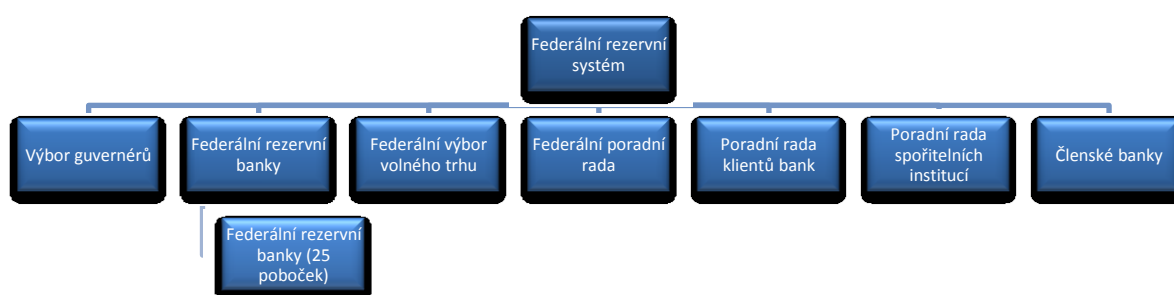 Federální rezervní
systém
Výbor guvernérů
Federální rezervní
banky
Federální výbor
volného trhu
Federální poradní
rada
Poradní rada
klientů bank
Poradní rada
spořitelních
institucí
Členské banky
Federální rezervní
banky (25
poboček)